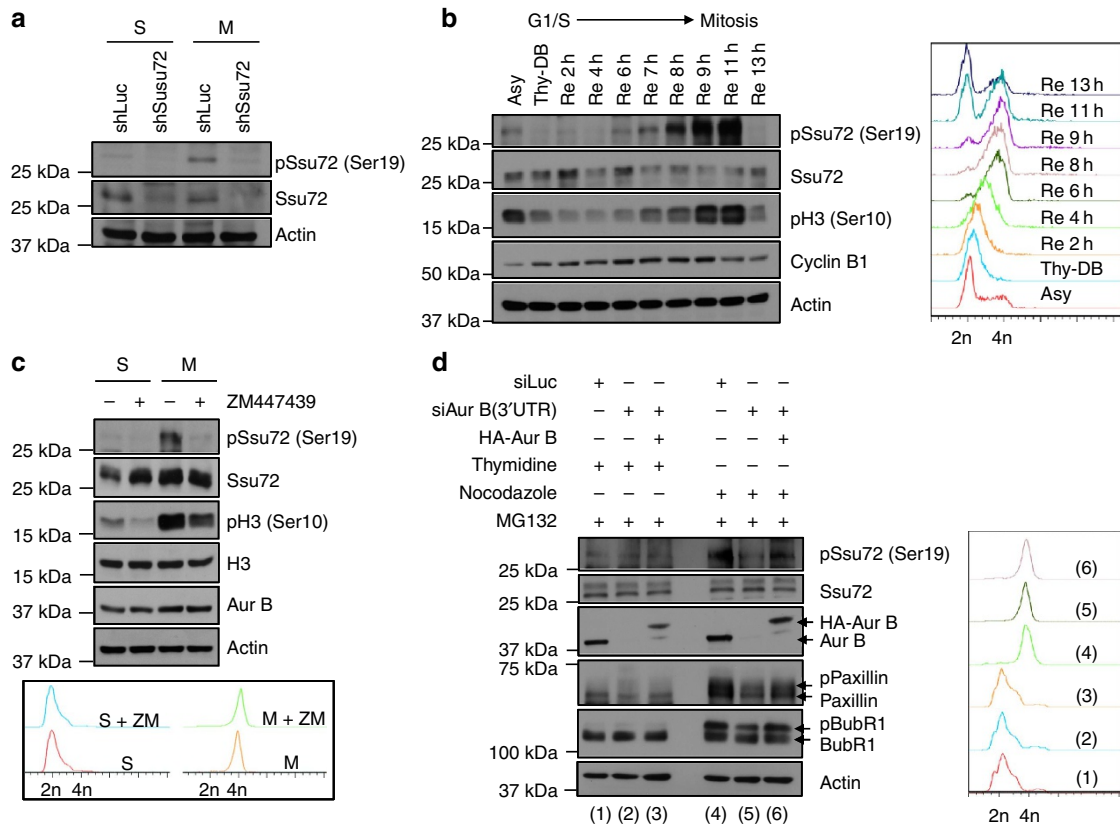 a
S M
shLuc
shSusu72
shLuc
shSsu72
25 kDa
pSsu72 (Ser19)
25 kDa
Ssu72
37 kDa
Actin
b
G1/S Mitosis
Asy
Thy-DB
Re 2 h
Re 4 h
Re 6 h
Re 7 h
Re 8 h
Re 9 h
Re 11 h
Re 13 h
25 kDa
pSsu72 (Ser19)
25 kDa
Ssu72
15 kDa
pH3 (Ser10)
50 kDa
Cyclin B1
37 kDa
Actin
Re 13 h
Re 11 h
Re 9 h
Re 8 h
Re 6 h
Re 4 h
Re 2 h
Thy-DB
Asy
2n 4n
c
S M
– + – + ZM447439
25 kDa
pSsu72 (Ser19)
25 kDa
Ssu72
15 kDa
pH3 (Ser10)
15 kDa
H3
37 kDa
Aur B
37 kDa
Actin
S + ZM M + ZM
S M
2n 4n 2n 4n
d
siLuc + – – + – –
siAur B(3′UTR) – + + – + +
HA-Aur B – – + – – +
Thymidine + + + – – –
Nocodazole – – – + + +
MG132 + + + + + +
25 kDa
pSsu72 (Ser19)
25 kDa
Ssu72
37 kDa
HA-Aur B
Aur B
75 kDa
pPaxillin
Paxillin
100 kDa
pBubR1
BubR1
37 kDa
Actin
(1) (2) (3) (4) (5) (6)
(6)
(5)
(4)
(3)
(2)
(1)
2n 4n